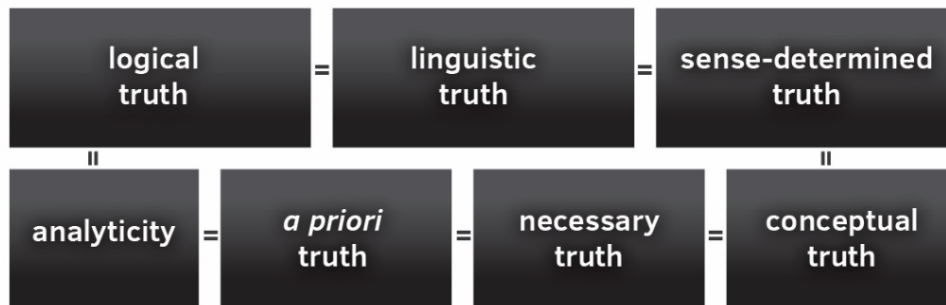 logical
truth
=
linguistic
truth
=
sense-determined
truth
=
=
analyticity
=
a priori
truth
=
necessary
truth
=
conceptual
truth